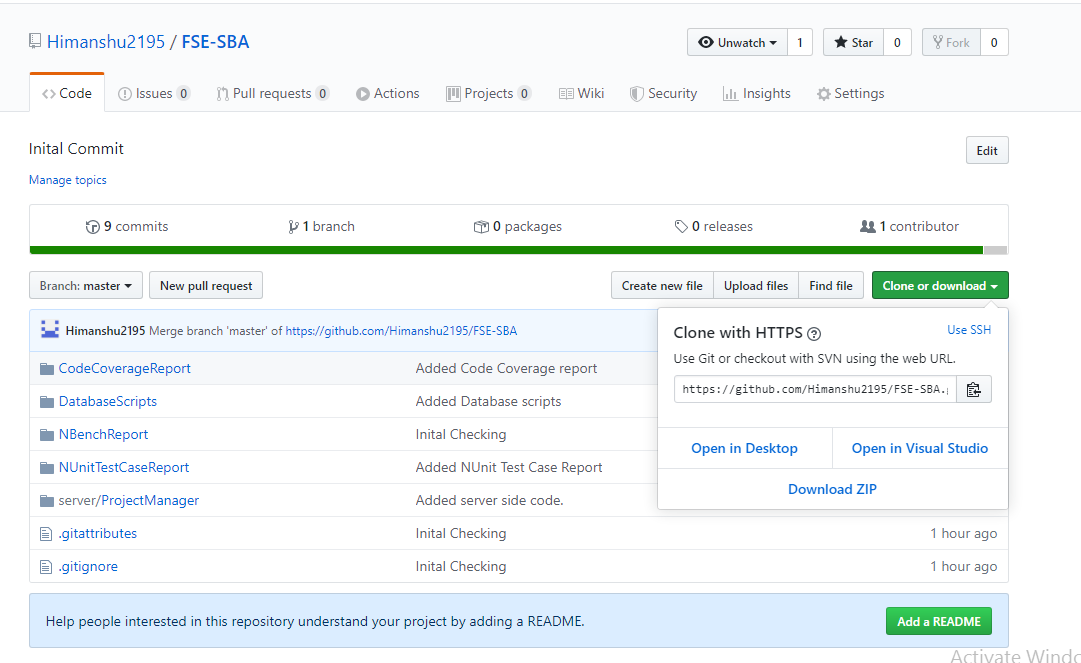 Himanshu2195 / FSE-SBA
Unwatch 1 Star 0 Fork 0
Code Issues 0 Pull requests 0 Actions Projects 0 Wiki Security Insights Settings
Inital Commit Edit
Manage topics
9 commits 1 branch 0 packages 0 releases 1 contributor
Branch: master New pull request Create new file Upload files Find file Clone or download
Himanshu2195 Merge branch 'master' of https://github.com/Himanshu2195/FSE-SBA
CodeCoverageReport Added Code Coverage report
DatabaseScripts Added Database scripts
NBenchReport Inital Checking
NUnitTestCaseReport Added NUnit Test Case Report
server/ProjectManager Added server side code.
.gitattributes Inital Checking 1 hour ago
.gitignore Inital Checking 1 hour ago
Clone with HTTPS Use SSH
Use Git or checkout with SVN using the web URL.
https://github.com/Himanshu2195/FSE-SBA.
Open in Desktop Open in Visual Studio
Download ZIP
Help people interested in this repository understand your project by adding a README. Add a README
Activate Windo